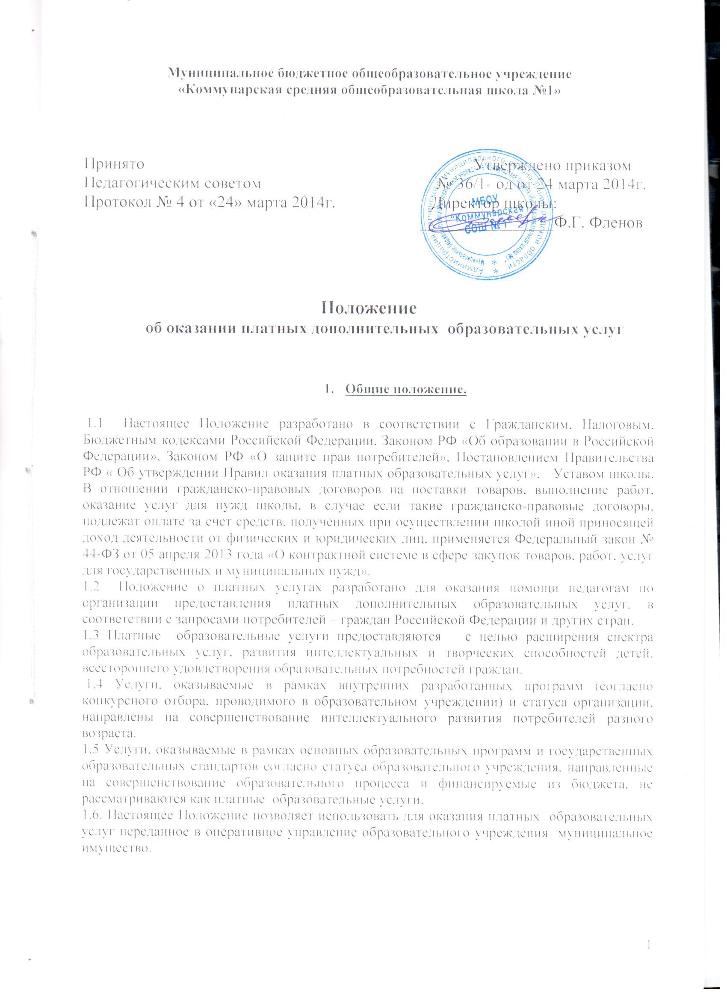 Муниципальное бюджетное общеобразовательное учреждение
«Коммунарская средняя общеобразовательная школа №1»
Принято
Педагогическим советом
Протокол № 4 от «24» марта 2014г.
Утверждено приказом
№ 36/1- од от 24 марта 2014г.
Директор школы:
Ф.Г. Фленов
МБОУ
"Коммунарская
СОШ № 1"
Положение
об оказании платных дополнительных образовательных услуг
1. Общие положение.
1.1 Настоящее Положение разработано в соответствии с Гражданским, Налоговым,
Бюджетным кодексами Российской Федерации, Законом РФ «Об образовании в Российской
Федерации», Законом РФ «О защите прав потребителей», Постановлением Правительства
РФ « Об утверждении Правил оказания платных образовательных услуг», Уставом школы.
В отношении гражданско-правовых договоров на поставки товаров, выполнение работ,
оказание услуг для нужд школы, в случае если такие гражданско-правовые договоры,
подлежат оплате за счет средств, полученных при осуществлении школой иной приносящей
доход деятельности от физических и юридических лиц, применяется Федеральный закон №
44-ФЗ от 05 апреля 2013 года «О контрактной системе в сфере закупок товаров, работ, услуг
для государственных и муниципальных нужд».
1.2 Положение о платных услугах разработано для оказания помощи педагогам по
организации предоставления платных дополнительных образовательных услуг, в
соответствии с запросами потребителей – граждан Российской Федерации и других стран.
1.3 Платные образовательные услуги предоставляются с целью расширения спектра
образовательных услуг, развития интеллектуальных и творческих способностей детей,
всестороннего удовлетворения образовательных потребностей граждан.
1.4 Услуги, оказываемые в рамках внутренних разработанных программ (согласно
конкурсного отбора, проводимого в образовательном учреждении) и статуса организации,
направлены на совершенствование интеллектуального развития потребителей разного
возраста.
1.5 Услуги, оказываемые в рамках основных образовательных программ и государственных
образовательных стандартов согласно статуса образовательного учреждения, направленные
на совершенствование образовательного процесса и финансируемые из бюджета, не
рассматриваются как платные образовательные услуги.
1.6. Настоящее Положение позволяет использовать для оказания платных образовательных
услуг переданное в оперативное управление образовательного учреждения муниципальное
имущество.
1